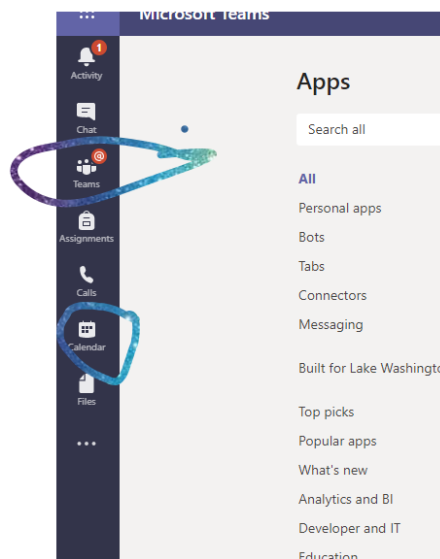 Microsoft Teams
1
Activity
Chat
@
Teams
Assignments
Calls
Calendar
Files
Apps
Search all
All
Personal apps
Bots
Tabs
Connectors
Messaging
Built for Lake Washingto
Top picks
Popular apps
What's new
Analytics and BI
Developer and IT
Education